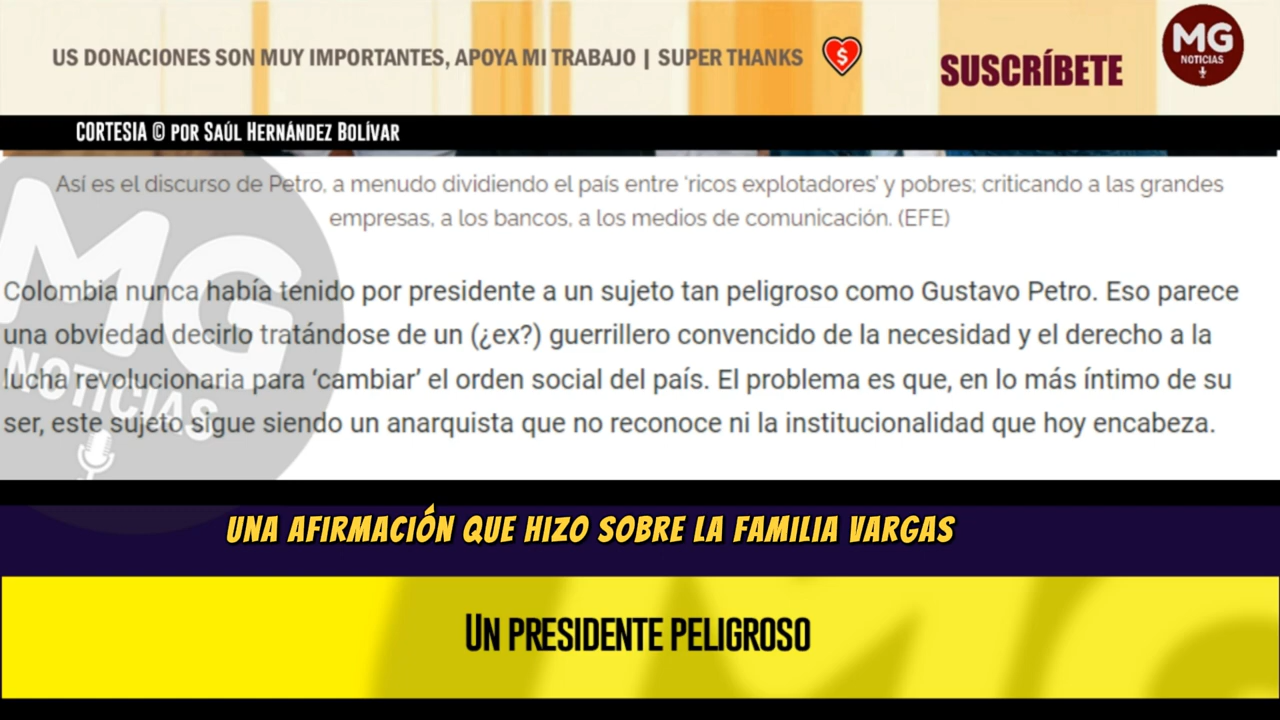 US DONACIONES SON MUY IMPORTANTES, APOYA MI TRABAJO | SUPER THANKS
$
SUSCRÍBETE
MG
NOTICIAS
CORTESIA © POR SAÚL HERNÁNDEZ BOLÍVAR
Así es el discurso de Petro, a menudo dividiendo el país entre 'ricos explotadores' y pobres; criticando a las grandes
empresas, a los bancos, a los medios de comunicación. (EFE)
MG
NOTICIAS
Colombia nunca había tenido por presidente a un sujeto tan peligroso como Gustavo Petro. Eso parece
una obviedad decirlo tratándose de un (¿ex?) guerrillero convencido de la necesidad y el derecho a la
lucha revolucionaria para 'cambiar' el orden social del país. El problema es que, en lo más íntimo de su
ser, este sujeto sigue siendo un anarquista que no reconoce ni la institucionalidad que hoy encabeza.
UNA AFIRMACIÓN QUE HIZO SOBRE LA FAMILIA VARGAS
UN PRESIDENTE PELIGROSO